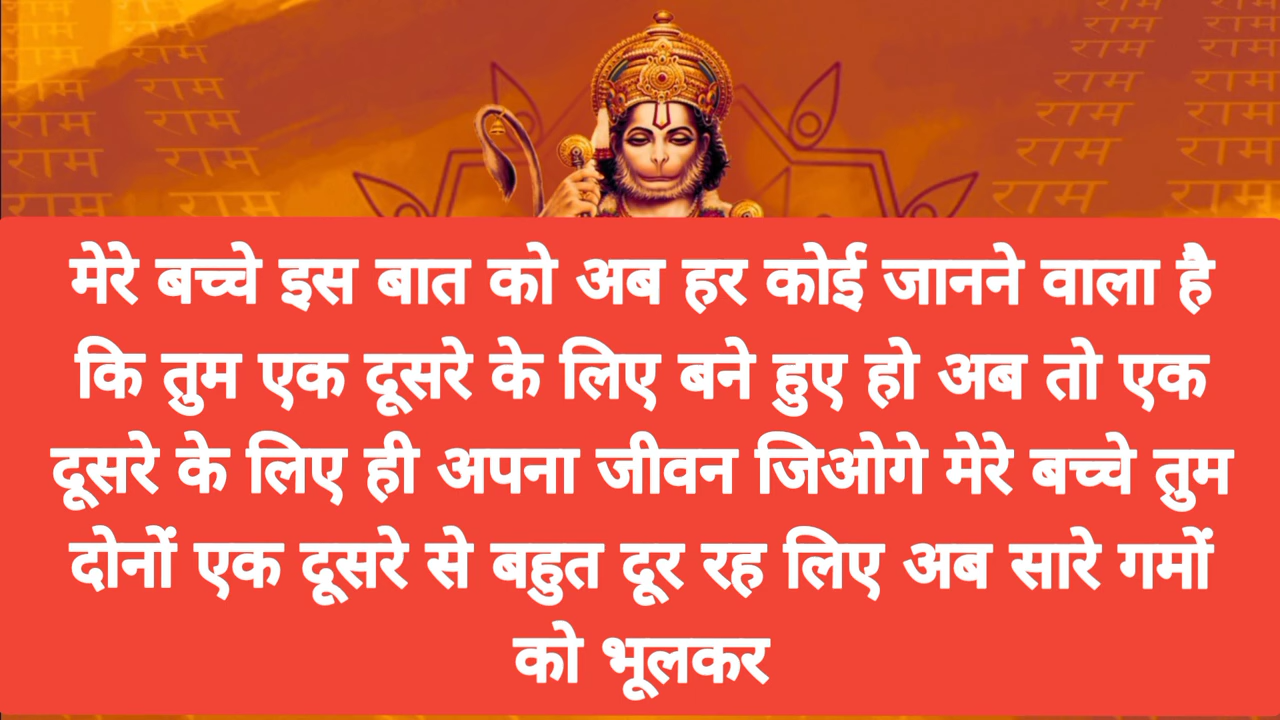 राम राम राम राम
राम राम राम राम
राम राम राम राम
राम राम राम राम
राम राम राम राम
राम राम राम राम
मेरे बच्चे इस बात को अब हर कोई जानने वाला है
कि तुम एक दूसरे के लिए बने हुए हो अब तो एक
दूसरे के लिए ही अपना जीवन जिओगे मेरे बच्चे तुम
दोनों एक दूसरे से बहुत दूर रह लिए अब सारे गमों
को भूलकर